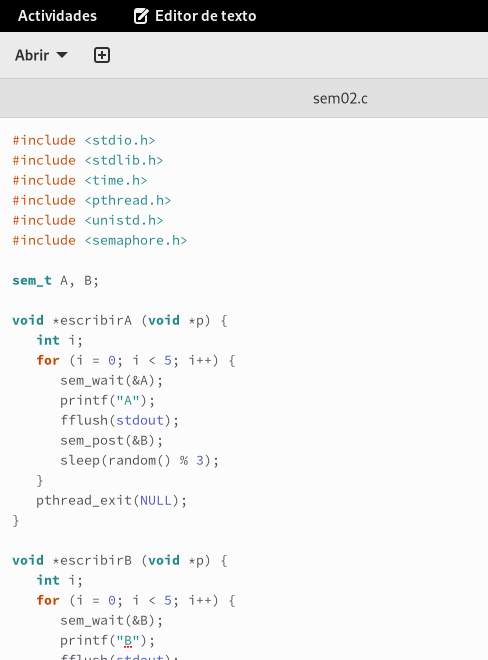 Actividades Editor de texto
Abrir
sem02.c
#include <stdio.h>
#include <stdlib.h>
#include <time.h>
#include <pthread.h>
#include <unistd.h>
#include <semaphore.h>
sem_t A, B;
void *escribirA (void *p) {
int i;
for (i = 0; i < 5; i++) {
sem_wait(&A);
printf("A");
fflush(stdout);
sem_post(&B);
sleep(random() % 3);
}
pthread_exit(NULL);
}
void *escribirB (void *p) {
int i;
for (i = 0; i < 5; i++) {
sem_wait(&B);
printf("B");
fflush(stdout);